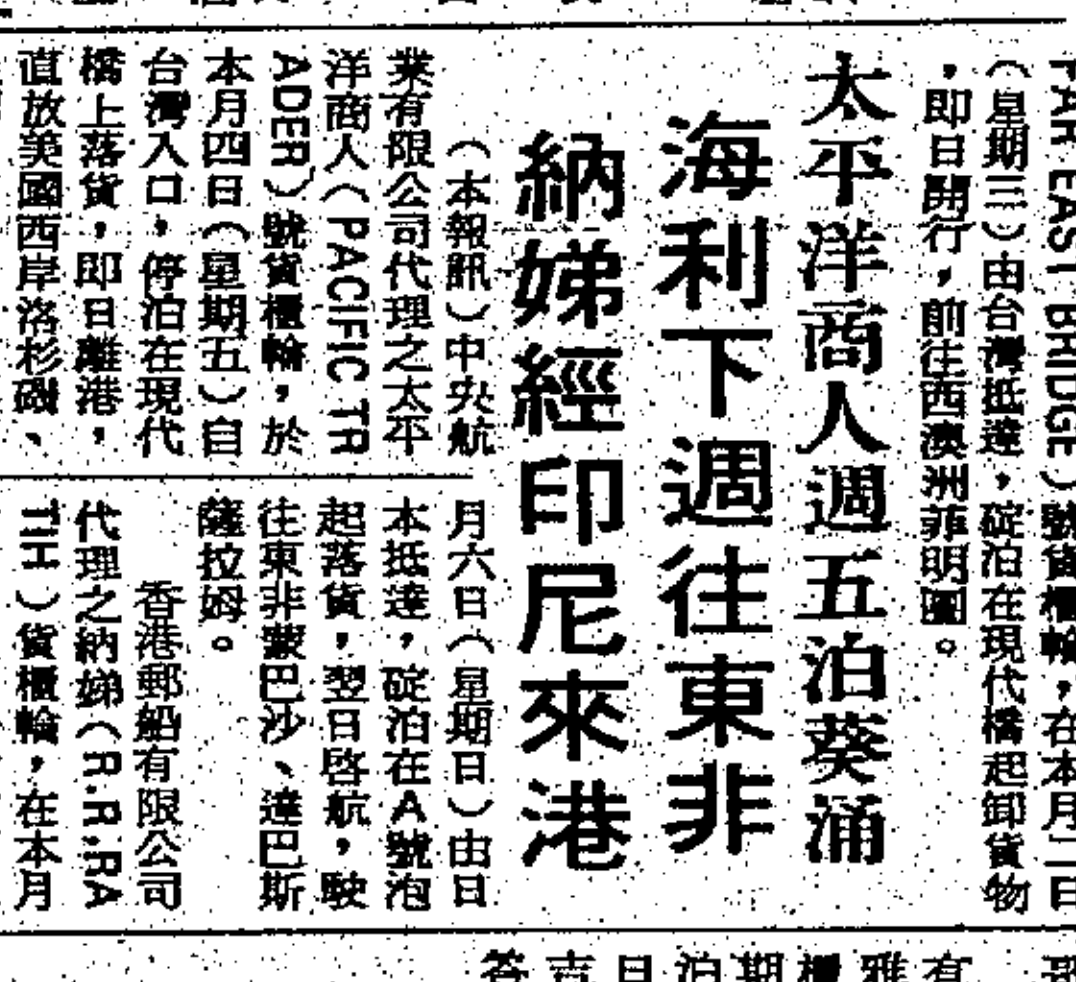 FAR EAST BRIDGE）號貨櫃輪，在本月二日
（星期三）由台灣抵達，碇泊在現代橋起卸貨物
，即日開行，前往西澳洲菲明圖。
太平洋商人週五泊葵涌
海利下週往東非
納娣經印尼來港
（本報訊）中央航
業有限公司代理之太平
洋商人（PACIFIC TR
ADER）號貨櫃輪，於
本月四日（星期五）自
台灣入口，停泊在現代
橋上落貨，即日離港，
直放美國西岸洛杉磯、
月六日（星期日）由日
本抵達，碇泊在A號泡
起落貨，翌日啓航，駛
往東非蒙巴沙、達巴斯
薩拉姆。
香港郵船有限公司
代理之納娣（R.R.RA
TIH）貨櫃輪，在本月